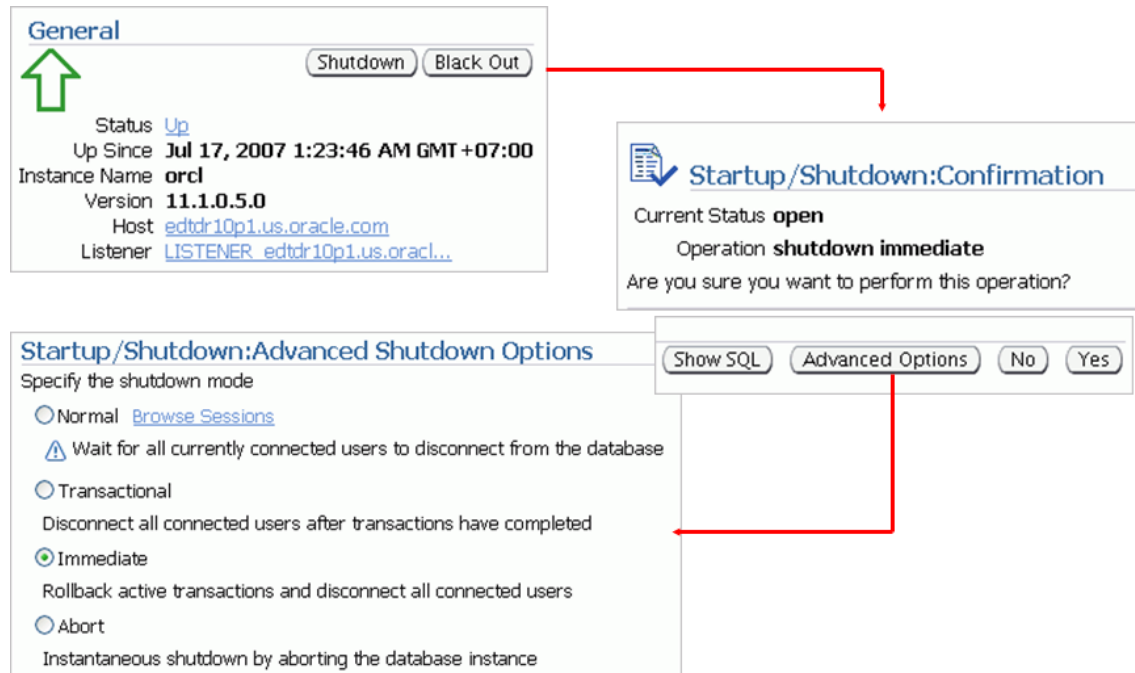 General
Shutdown Black Out
Status Up
Up Since Jul 17, 2007 1:23:46 AM GMT+07:00
Instance Name orcl
Version 11.1.0.5.0
Host edtdr10p1.us.oracle.com
Listener LISTENER_edtdr10p1.us.oracl...
Startup/Shutdown:Confirmation
Current Status open
Operation shutdown immediate
Are you sure you want to perform this operation?
Show SQL Advanced Options No Yes
Startup/Shutdown:Advanced Shutdown Options
Specify the shutdown mode
Normal Browse Sessions
Wait for all currently connected users to disconnect from the database
Transactional
Disconnect all connected users after transactions have completed
Immediate
Rollback active transactions and disconnect all connected users
Abort
Instantaneous shutdown by aborting the database instance